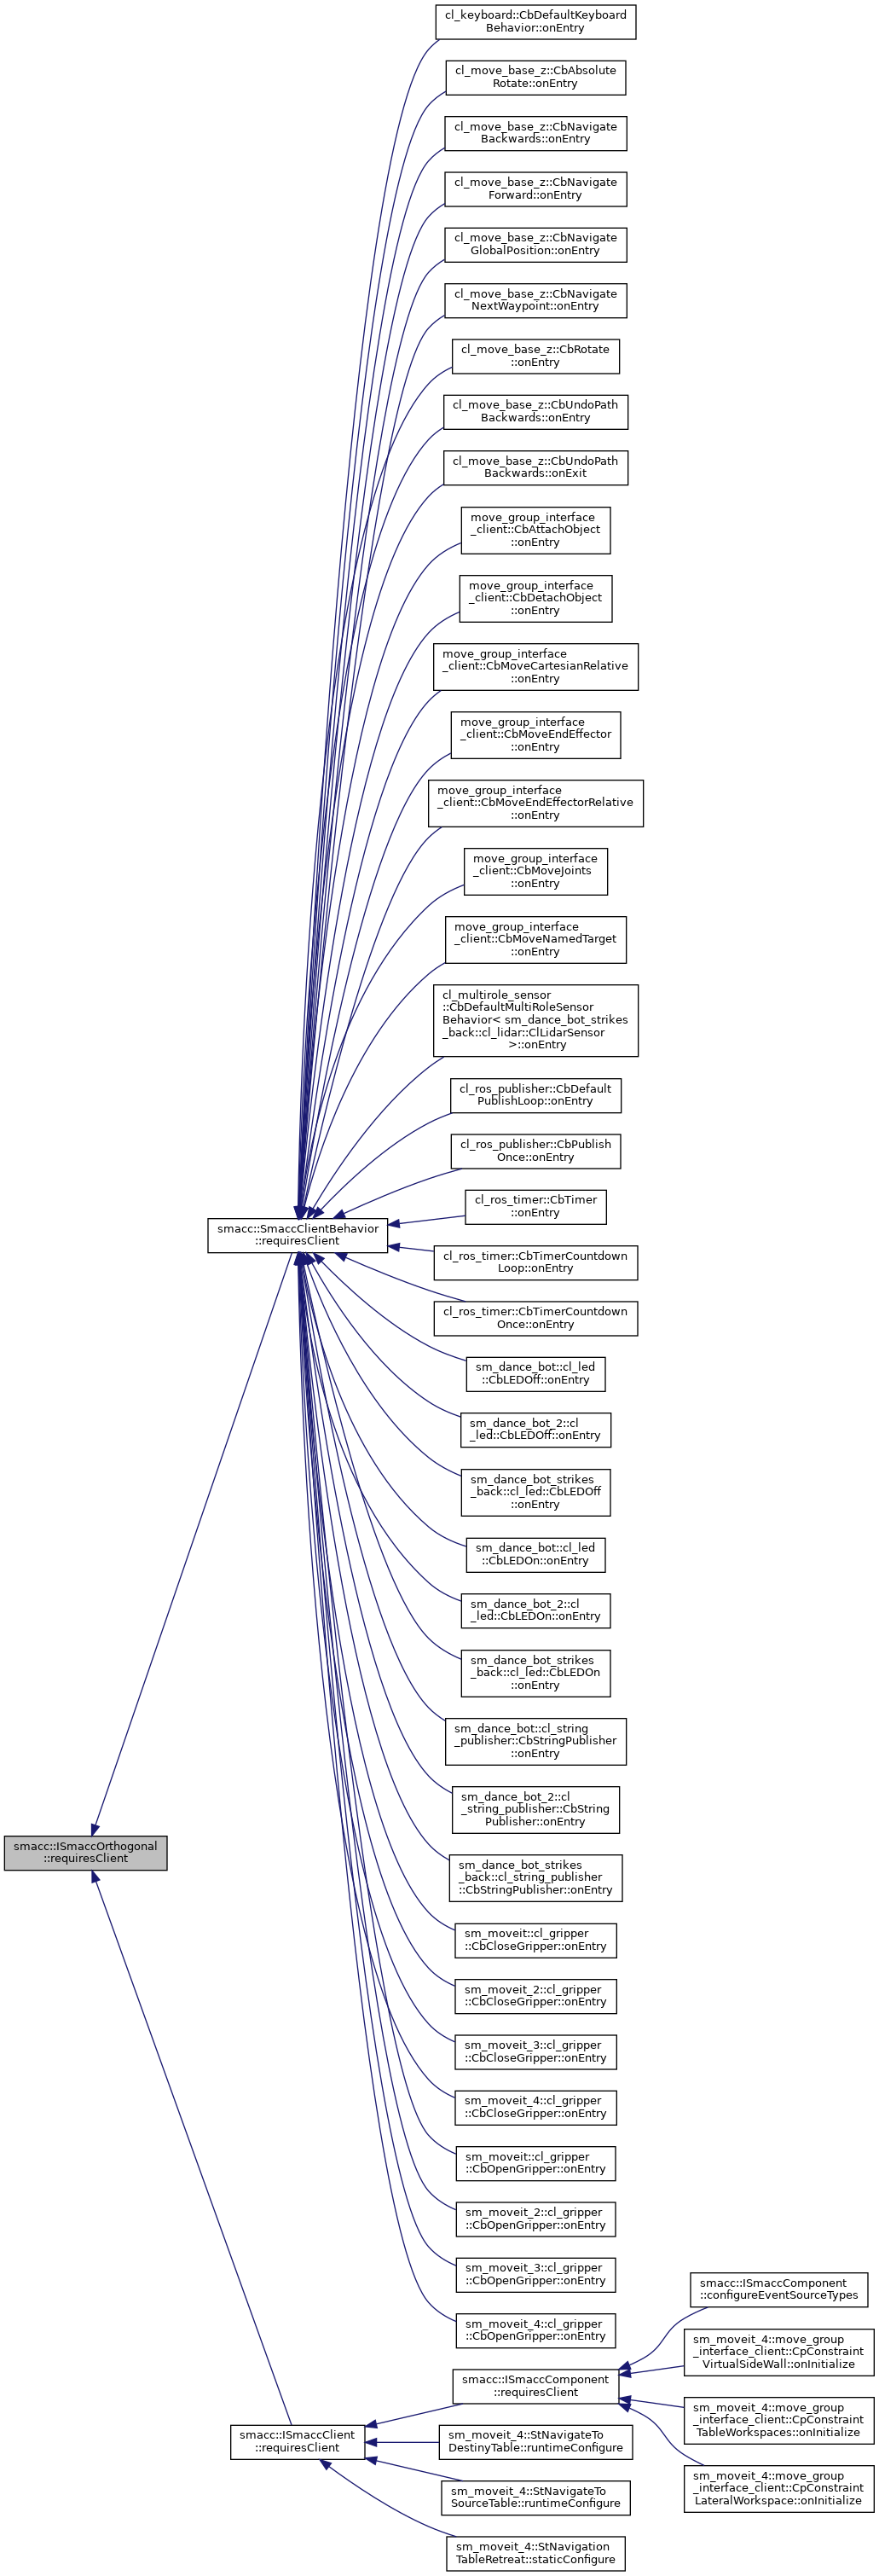 cl_keyboard::CbDefaultKeyboard
Behavior::onEntry
cl_move_base_z::CbAbsolute
Rotate::onEntry
cl_move_base_z::CbNavigate
Backwards::onEntry
cl_move_base_z::CbNavigate
Forward::onEntry
cl_move_base_z::CbNavigate
GlobalPosition::onEntry
cl_move_base_z::CbNavigate
NextWaypoint::onEntry
cl_move_base_z::CbRotate
::onEntry
cl_move_base_z::CbUndoPath
Backwards::onEntry
cl_move_base_z::CbUndoPath
Backwards::onExit
move_group_interface
_client::CbAttachObject
::onEntry
move_group_interface
_client::CbDetachObject
::onEntry
move_group_interface
_client::CbMoveCartesianRelative
::onEntry
move_group_interface
_client::CbMoveEndEffector
::onEntry
move_group_interface
_client::CbMoveEndEffectorRelative
::onEntry
move_group_interface
_client::CbMoveJoints
::onEntry
move_group_interface
_client::CbMoveNamedTarget
::onEntry
cl_multirole_sensor
::CbDefaultMultiRoleSensor
Behavior< sm_dance_bot_strikes
_back::cl_lidar::ClLidarSensor
>::onEntry
cl_ros_publisher::CbDefault
PublishLoop::onEntry
cl_ros_publisher::CbPublish
Once::onEntry
cl_ros_timer::CbTimer
::onEntry
smacc::SmaccClientBehavior
::requiresClient
cl_ros_timer::CbTimerCountdown
Loop::onEntry
cl_ros_timer::CbTimerCountdown
Once::onEntry
sm_dance_bot::cl_led
::CbLEDOff::onEntry
sm_dance_bot_2::cl
_led::CbLEDOff::onEntry
sm_dance_bot_strikes
_back::cl_led::CbLEDOff
::onEntry
sm_dance_bot::cl_led
::CbLEDOn::onEntry
sm_dance_bot_2::cl
_led::CbLEDOn::onEntry
sm_dance_bot_strikes
_back::cl_led::CbLEDOn
::onEntry
sm_dance_bot::cl_string
_publisher::CbStringPublisher
::onEntry
sm_dance_bot_2::cl
_string_publisher::CbString
Publisher::onEntry
smacc::ISmaccOrthogonal
::requiresClient
sm_dance_bot_strikes
_back::cl_string_publisher
::CbStringPublisher::onEntry
sm_moveit::cl_gripper
::CbCloseGripper::onEntry
sm_moveit_2::cl_gripper
::CbCloseGripper::onEntry
sm_moveit_3::cl_gripper
::CbCloseGripper::onEntry
sm_moveit_4::cl_gripper
::CbCloseGripper::onEntry
sm_moveit::cl_gripper
::CbOpenGripper::onEntry
sm_moveit_2::cl_gripper
::CbOpenGripper::onEntry
sm_moveit_3::cl_gripper
::CbOpenGripper::onEntry
sm_moveit_4::cl_gripper
::CbOpenGripper::onEntry
smacc::ISmaccComponent
::configureEventSourceTypes
sm_moveit_4::move_group
_interface_client::CpConstraint
VirtualSideWall::onInitialize
smacc::ISmaccComponent
::requiresClient
sm_moveit_4::move_group
_interface_client::CpConstraint
TableWorkspaces::onInitialize
smacc::ISmaccClient
::requiresClient
sm_moveit_4::StNavigateTo
DestinyTable::runtimeConfigure
sm_moveit_4::move_group
_interface_client::CpConstraint
LateralWorkspace::onInitialize
sm_moveit_4::StNavigateTo
SourceTable::runtimeConfigure
sm_moveit_4::StNavigation
TableRetreat::staticConfigure